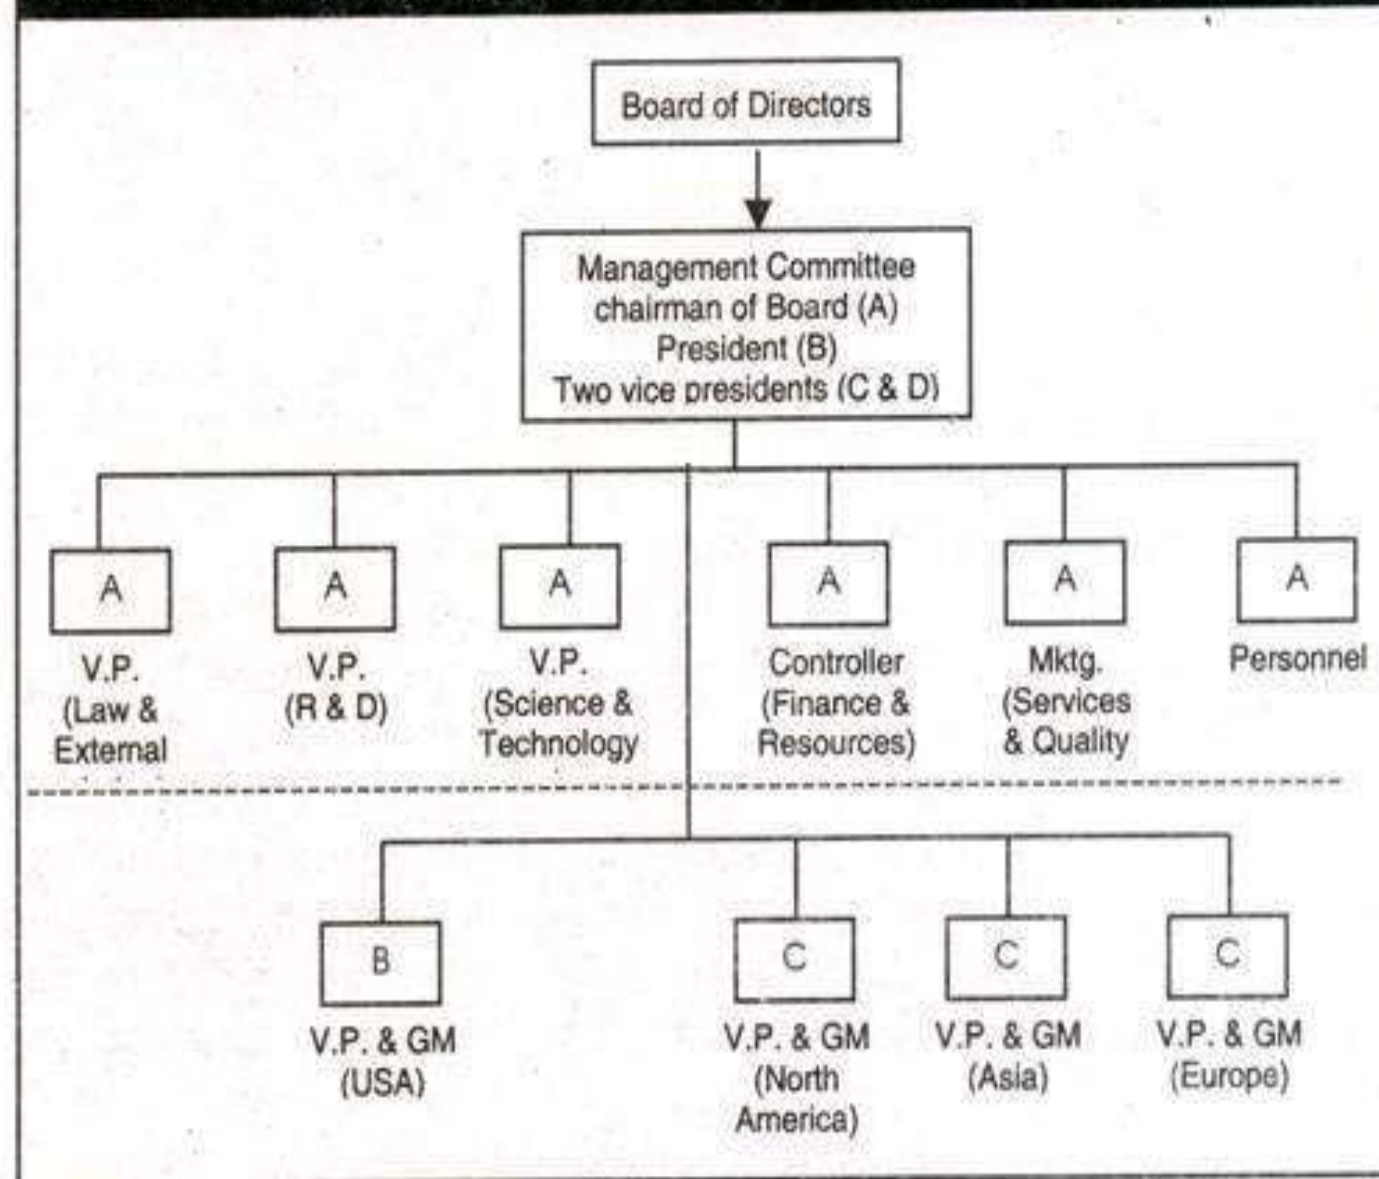 Board of Directors
Management Committee
chairman of Board (A)
President (B)
Two vice presidents (C & D)
A
A
A
A
A
A
V.P.
(Law &
External
V.P.
(R & D)
V.P.
(Science &
Technology
Controller
(Finance &
Resources)
Mktg.
(Services
& Quality
Personnel
B
C
C
C
V.P. & GM
(USA)
V.P. & GM
(North
America)
V.P. & GM
(Asia)
V.P. & GM
(Europe)